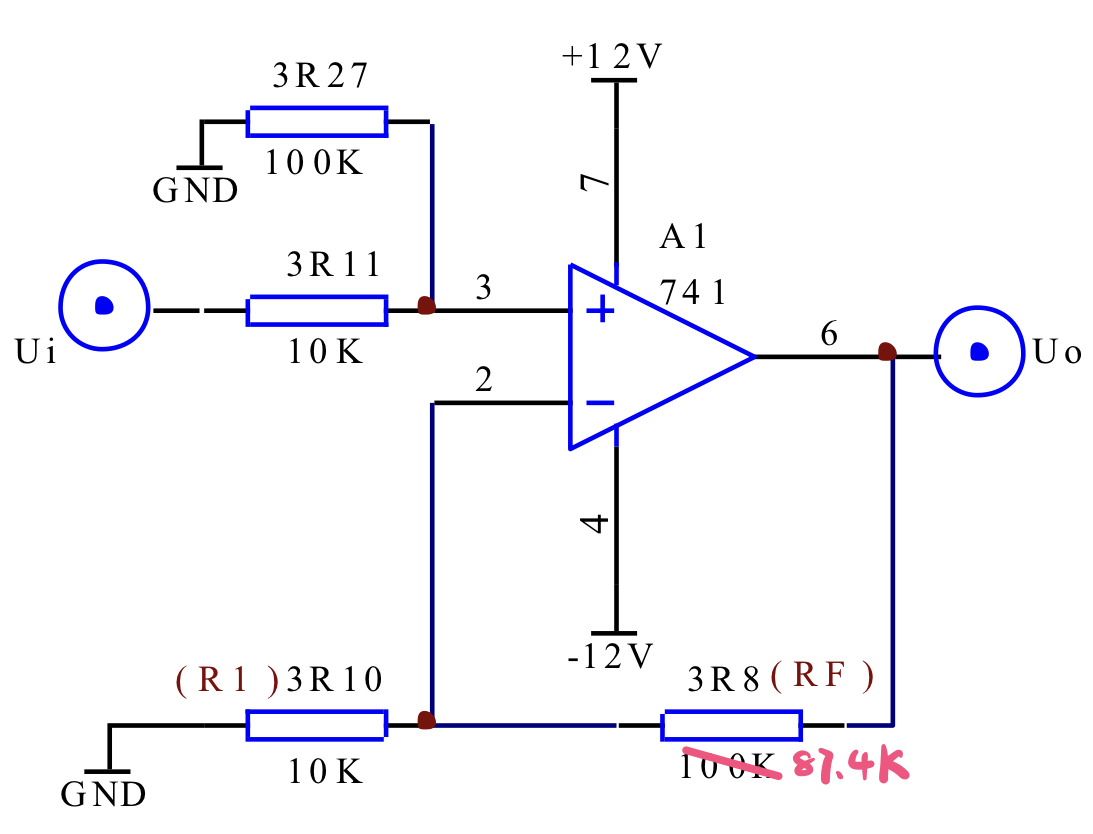 +12V
3R27
100K
GND
7
A1
741
3R11
3
+
Ui
10K
6
Uo
2
−
4
-12V
(R1)3R10
3R8(RF)
10K
100K 87.4K
GND